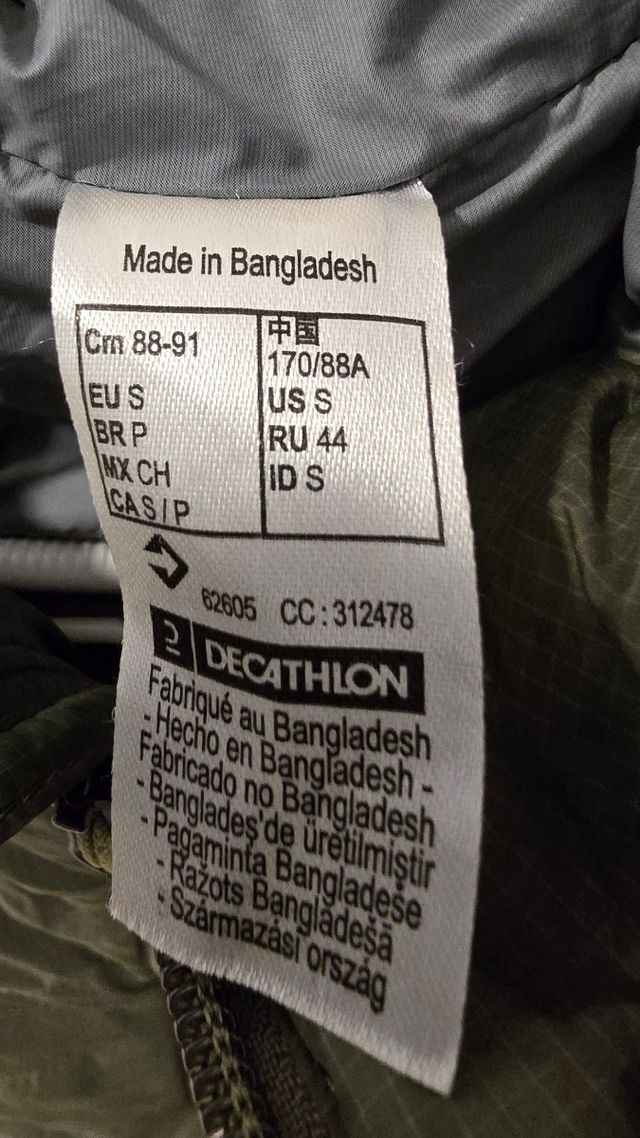 Made in Bangladesh
Cm 88-91
EU S
BR P
MX CH
CA S / P
中国
170/88A
US S
RU 44
ID S
62605 CC : 312478
DECATHLON
Fabriqué au Bangladesh
- Hecho en Bangladesh -
Fabricado no Bangladesh
- Bangladeş'de üretilmiştir
- Pagaminta Bangladeše
- Ražots Bangladešā
- Származási ország